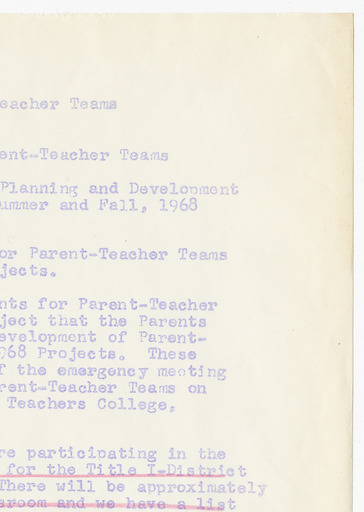 eacher Teams
ent-Teacher Teams
Planning and Development
ummer and Fall, 1968
or Parent-Teacher Teams
jects.
nts for Parent-Teacher
ject that the Parents
evelopment of Parent-
968 Projects. These
f the emergency meeting
rent-Teacher Teams on
Teachers College,
re participating in the
for the Title I-District
There will be approximately
sroom and we have a list